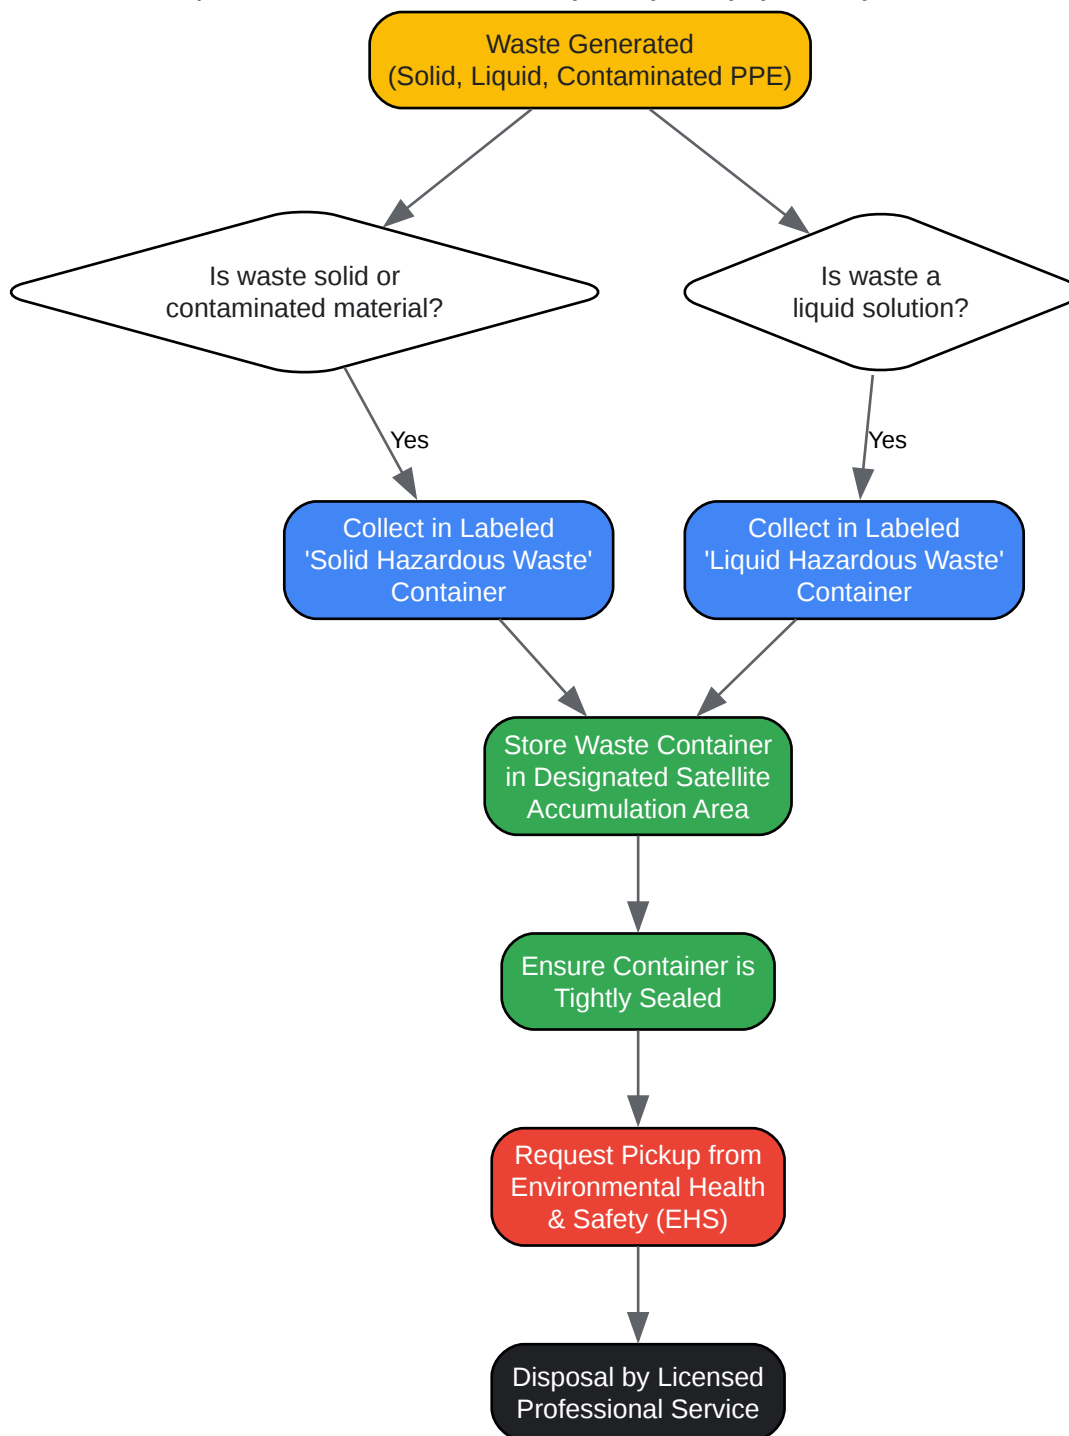 Waste Generated
(Solid, Liquid, Contaminated PPE)
Is waste solid or
contaminated material?
Is waste a
liquid solution?
Yes
Yes
Collect in Labeled
'Solid Hazardous Waste'
Container
Collect in Labeled
'Liquid Hazardous Waste'
Container
Store Waste Container
in Designated Satellite
Accumulation Area
Ensure Container is
Tightly Sealed
Request Pickup from
Environmental Health
& Safety (EHS)
Disposal by Licensed
Professional Service